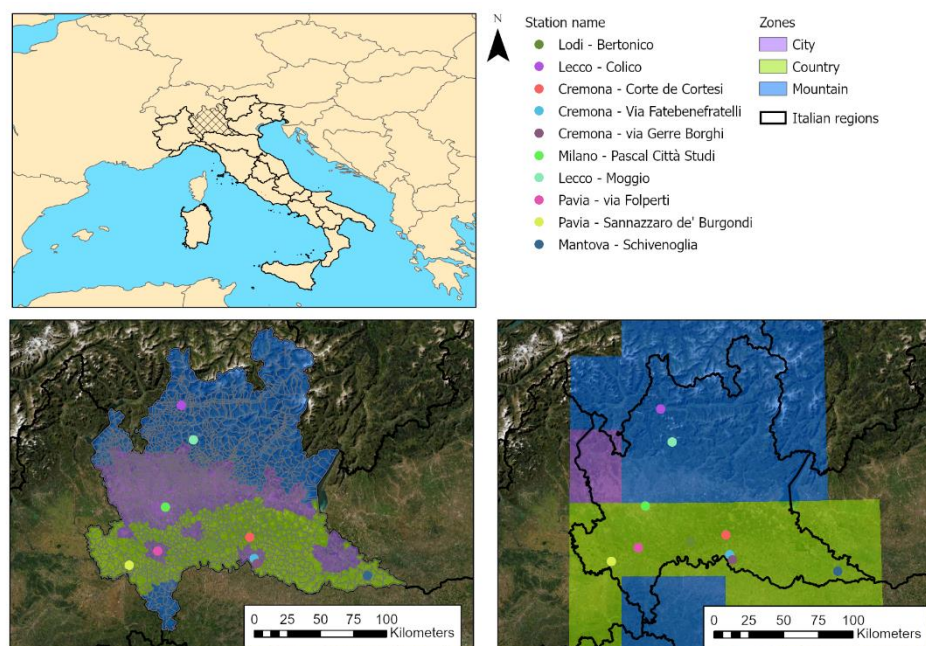 N
Station name
Lodi - Bertonico
Lecco - Colico
Cremona - Corte de Cortesi
Cremona - Via Fatebenefratelli
Cremona - via Gerre Borghi
Milano - Pascal Città Studi
Lecco - Moggio
Pavia - via Folperti
Pavia - Sannazzaro de' Burgondi
Mantova - Schivenoglia
Zones
City
Country
Mountain
Italian regions
0 25 50 75 100
Kilometers
0 25 50 75 100
Kilometers